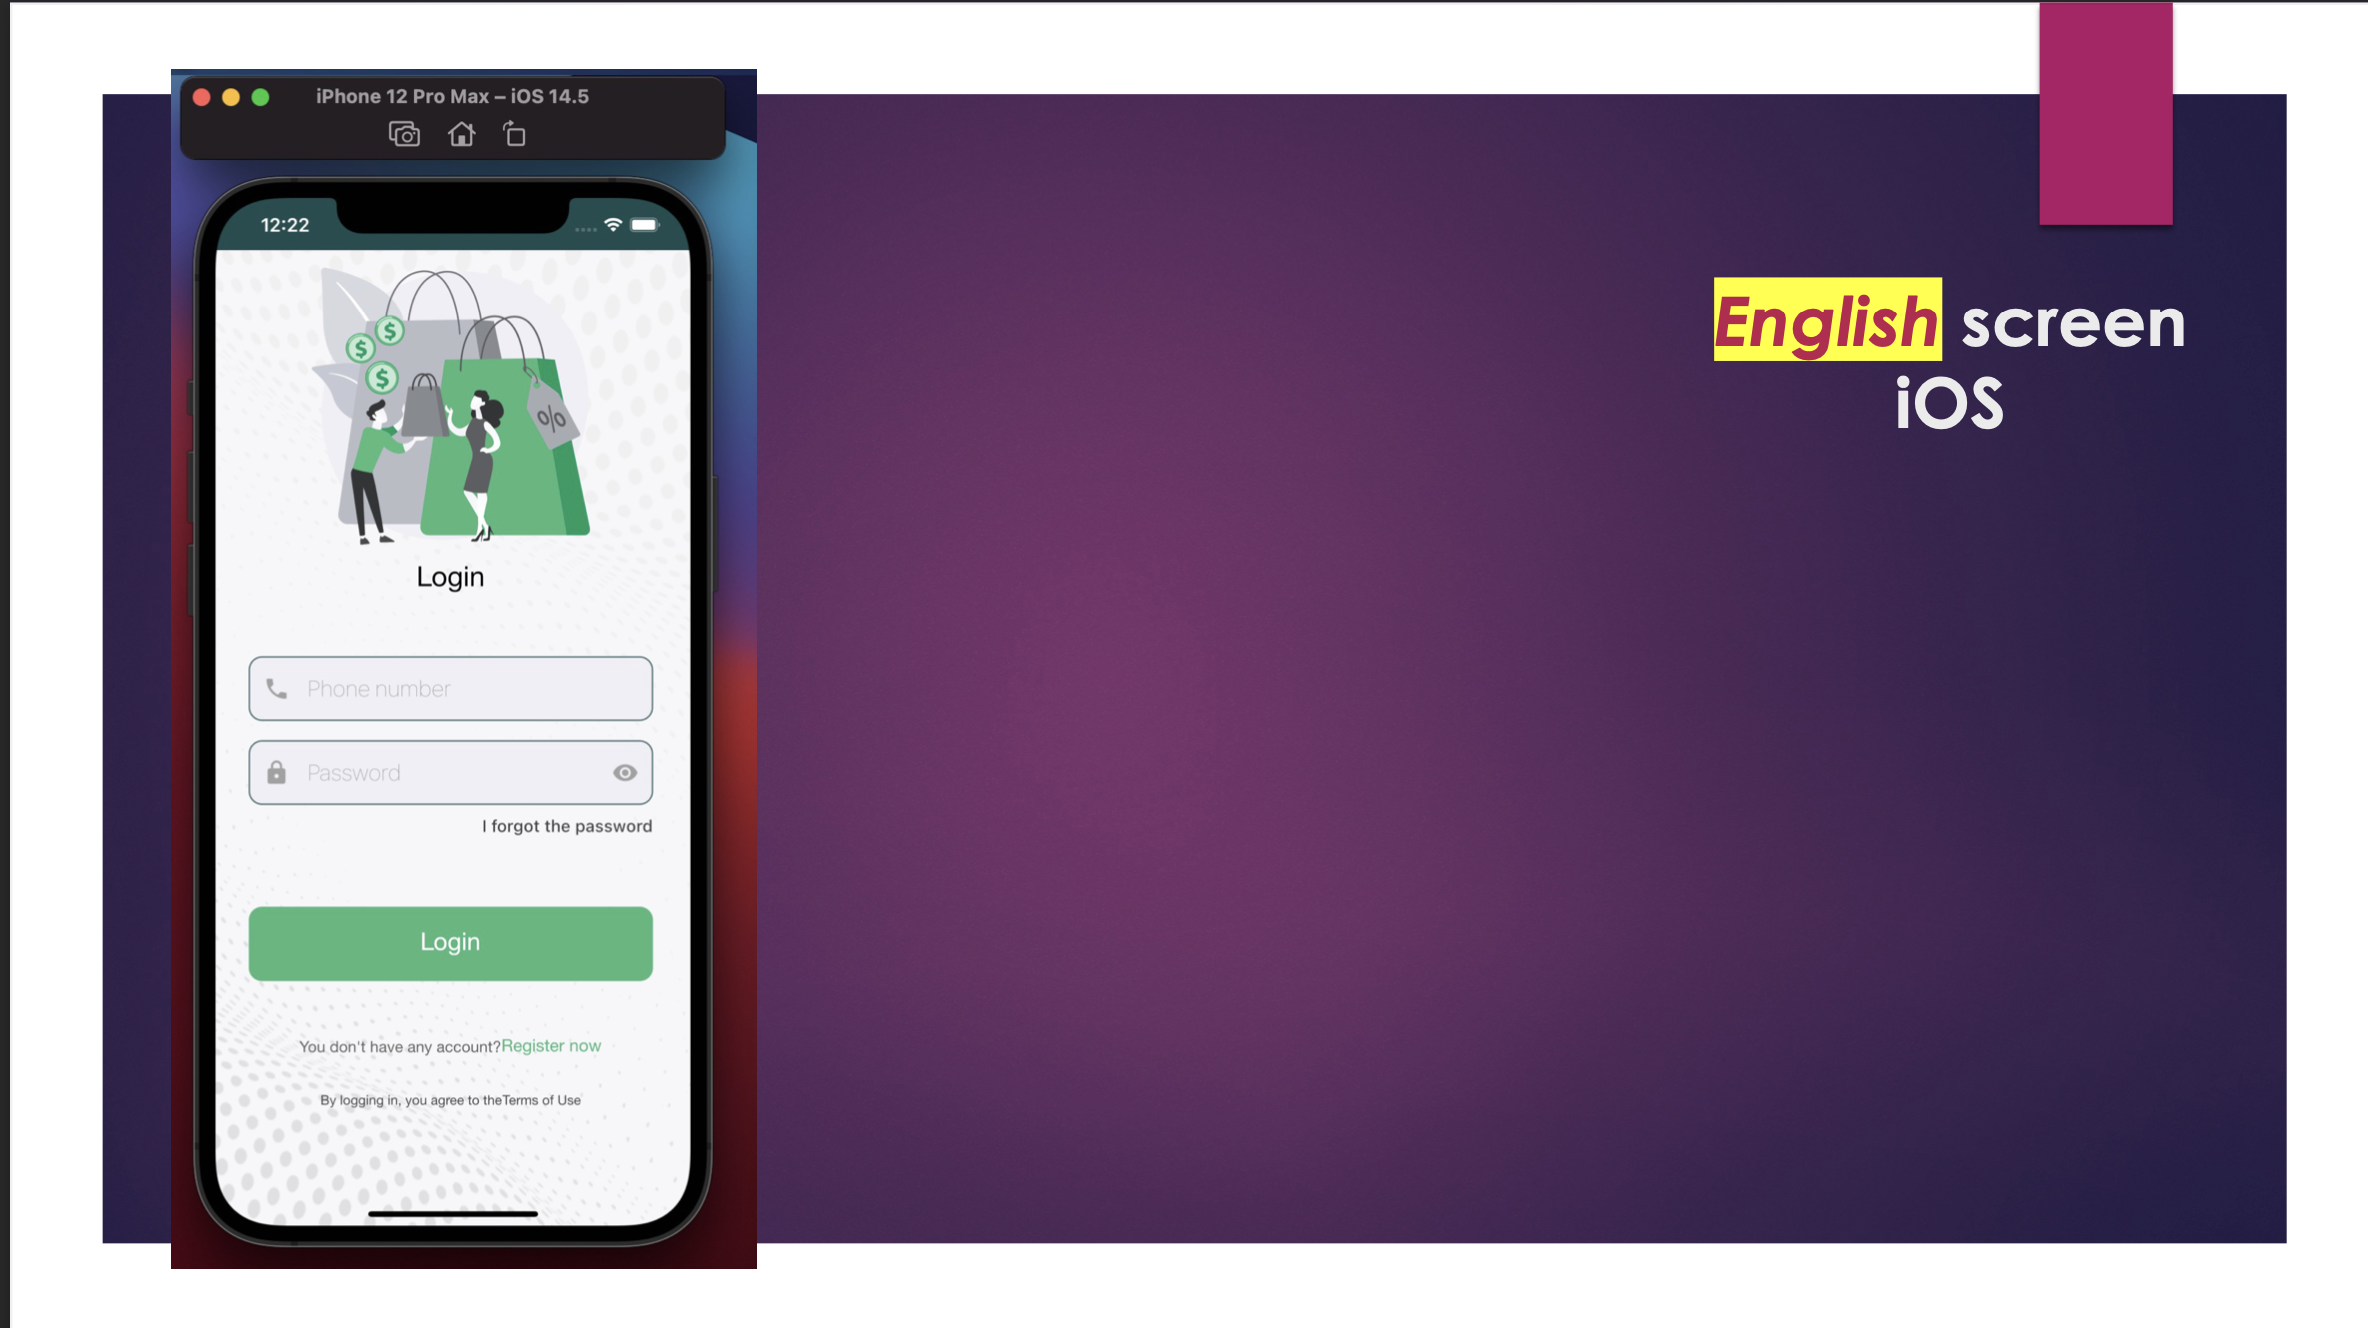 iPhone 12 Pro Max – iOS 14.5
12:22
$
$
$
%
Login
Phone number
Password
I forgot the password
Login
You don't have any account?Register now
By logging in, you agree to theTerms of Use
English screen
iOS